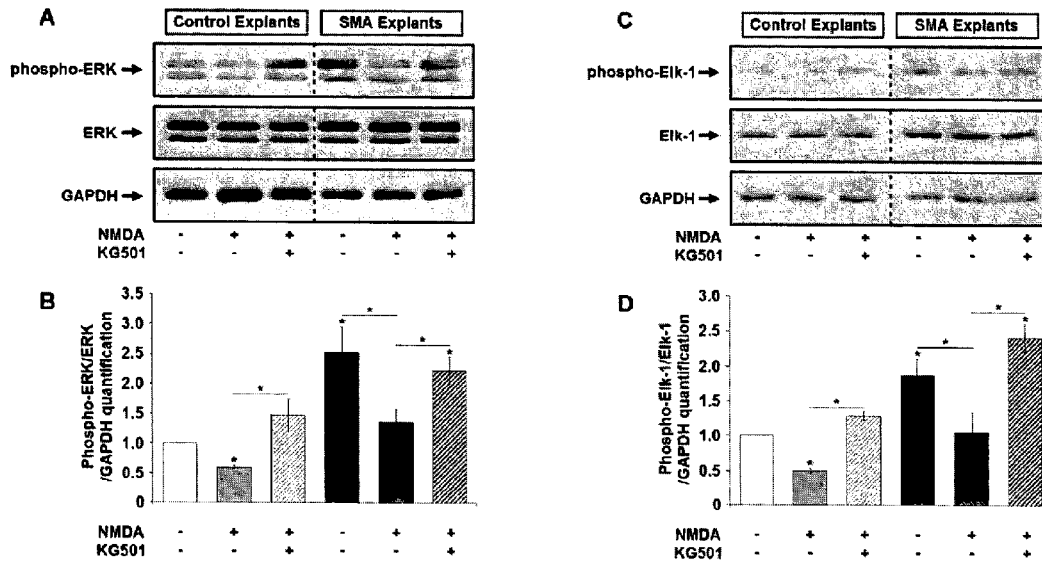 A
Control Explants
SMA Explants
phospho-ERK
ERK
GAPDH
NMDA - + + - + +
KG501 - - + - - +
B
Phospho-ERK/ERK
/GAPDH quantification
3.5
3.0
2.5
2.0
1.5
1.0
0.5
0
* * * * * *
NMDA - + + - + +
KG501 - - + - - +
C
Control Explants
SMA Explants
phospho-Elk-1
Elk-1
GAPDH
NMDA - + + - + +
KG501 - - + - - +
D
Phospho-Elk-1/Elk-1
/GAPDH quantification
3.0
2.5
2.0
1.5
1.0
0.5
0
* * * * * *
NMDA - + + - + +
KG501 - - + - - +